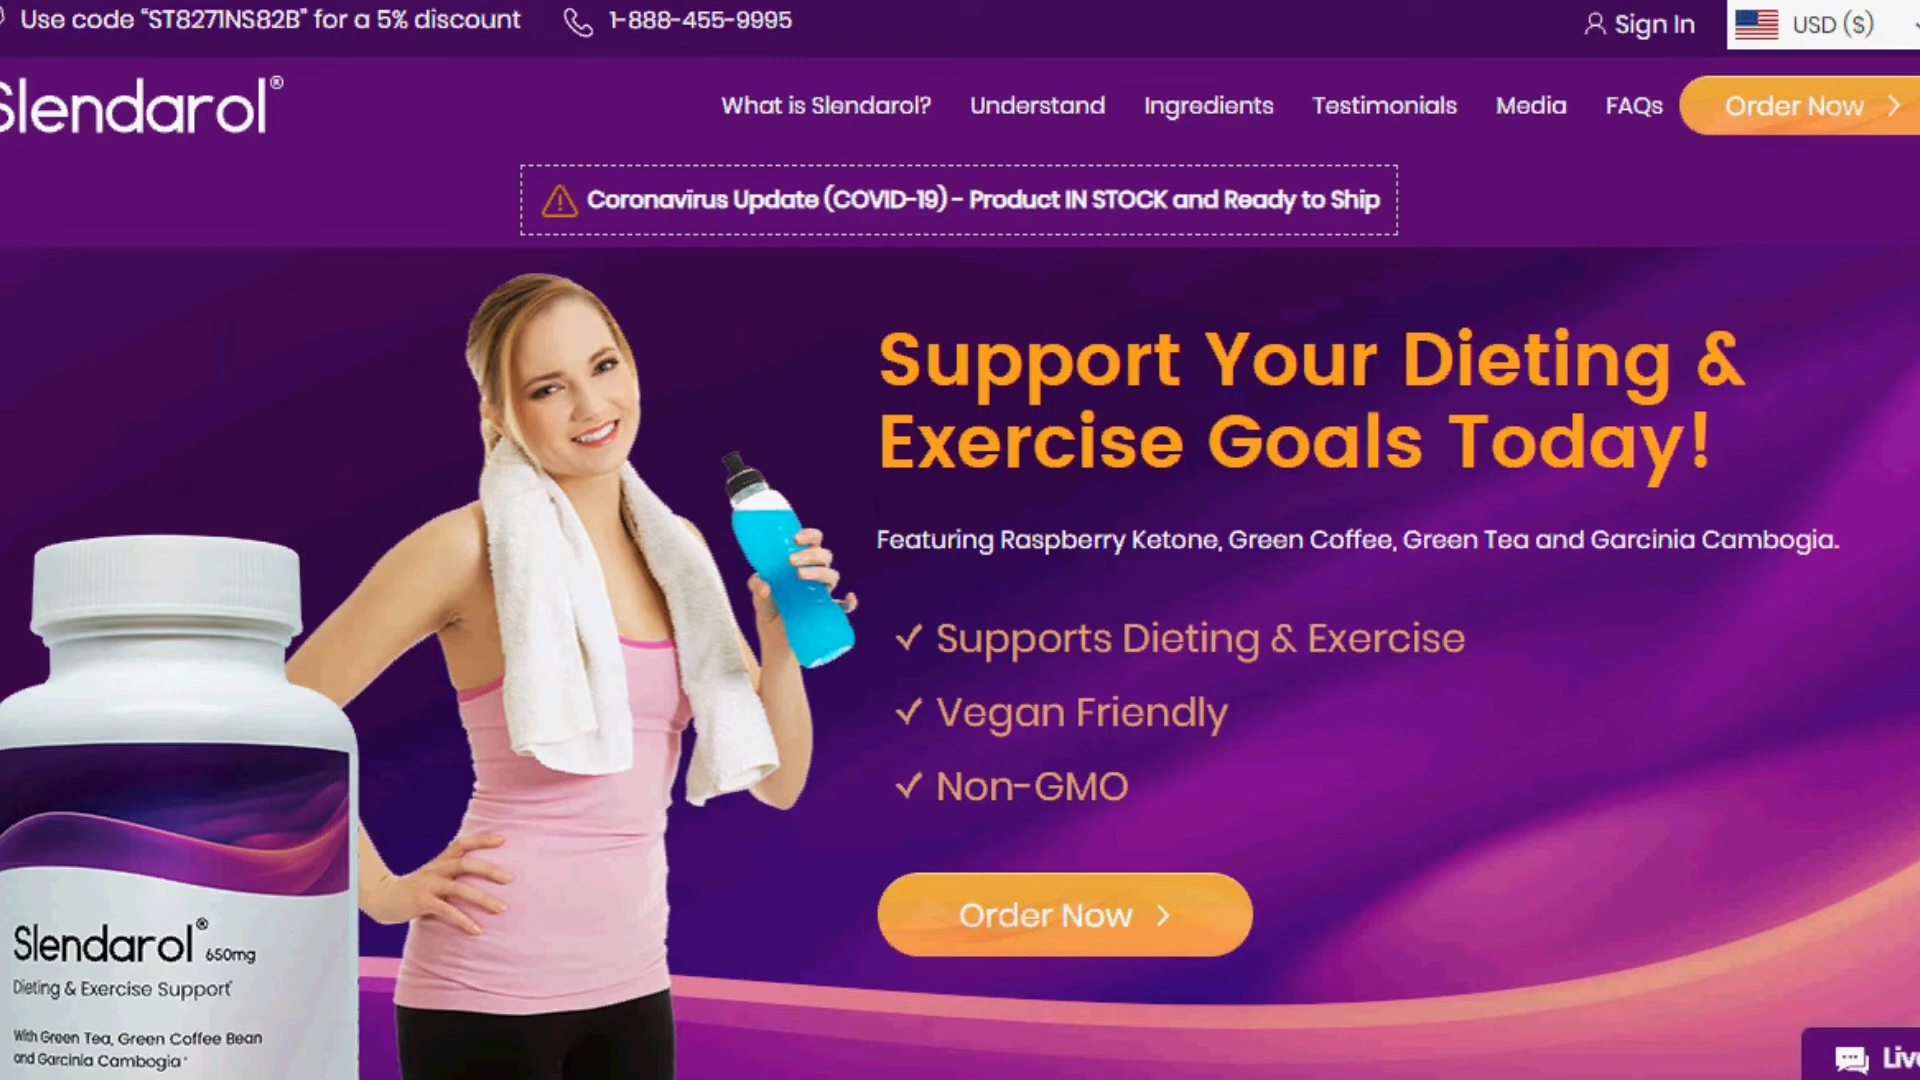 Use code “ST8271NS82B” for a 5% discount
1-888-455-9995
Sign In
USD ($)
Slendarol®
What is Slendarol?
Understand
Ingredients
Testimonials
Media
FAQs
Order Now
Coronavirus Update (COVID-19) - Product IN STOCK and Ready to Ship
Support Your Dieting &
Exercise Goals Today!
Featuring Raspberry Ketone, Green Coffee, Green Tea and Garcinia Cambogia.
✓ Supports Dieting & Exercise
✓ Vegan Friendly
✓ Non-GMO
Order Now
Slendarol® 650mg
Dieting & Exercise Support
With Green Tea, Green Coffee Bean
and Garcinia Cambogia*